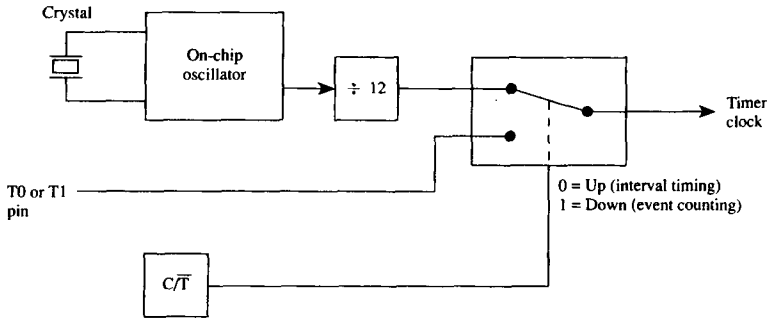 Crystal
On-chip
oscillator
÷ 12
Timer
clock
T0 or T1
pin
0 = Up (interval timing)
1 = Down (event counting)
C/T̅